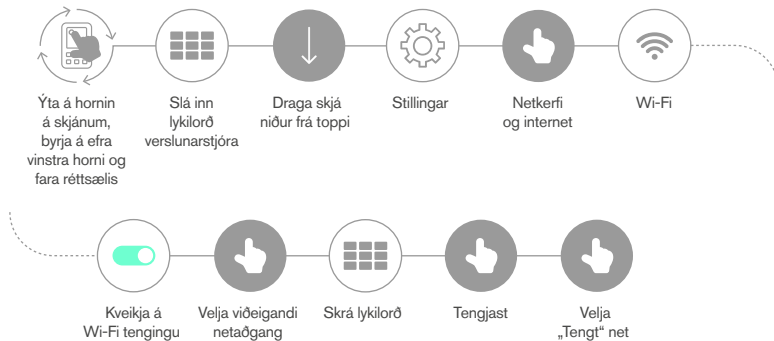 Ýta á hornin
á skjánum,
byrja á efra
vinstra horni og
fara réttsælis
Slá inn
lykilorð
verslunarstjóra
Draga skjá
niður frá toppi
Stillingar
Netkerfi
og internet
Wi-Fi
Kveikja á
Wi-Fi tengingu
Velja viðeigandi
netaðgang
Skrá lykilorð
Tengjast
Velja
„Tengt“ net